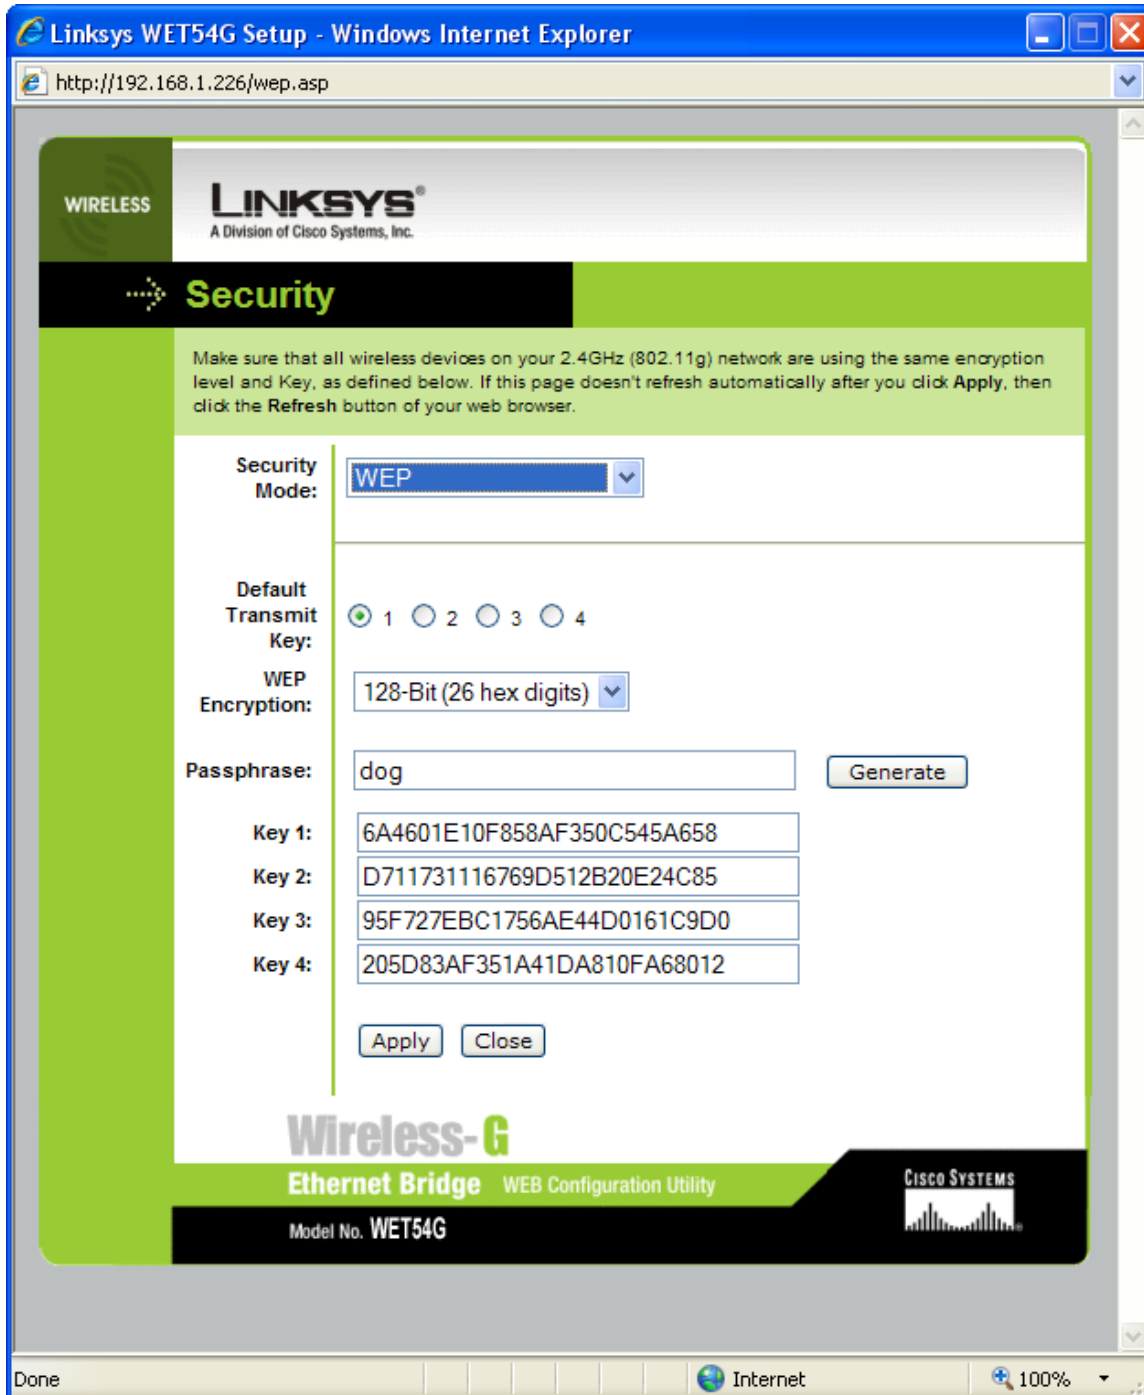 Linksys WET54G Setup - Windows Internet Explorer
http://192.168.1.226/wep.asp
WIRELESS
LINKSYS®
A Division of Cisco Systems, Inc.
Security
Make sure that all wireless devices on your 2.4GHz (802.11g) network are using the same encryption
level and Key, as defined below. If this page doesn't refresh automatically after you click Apply, then
click the Refresh button of your web browser.
Security
Mode:
WEP
Default
Transmit
Key:
1 2 3 4
WEP
Encryption:
128-Bit (26 hex digits)
Passphrase:
dog
Generate
Key 1:
6A4601E10F858AF350C545A658
Key 2:
D711731116769D512B20E24C85
Key 3:
95F727EBC1756AE44D0161C9D0
Key 4:
205D83AF351A41DA810FA68012
Apply Close
Wireless-G
Ethernet Bridge WEB Configuration Utility
CISCO SYSTEMS
Model No. WET54G
Done
Internet
100%